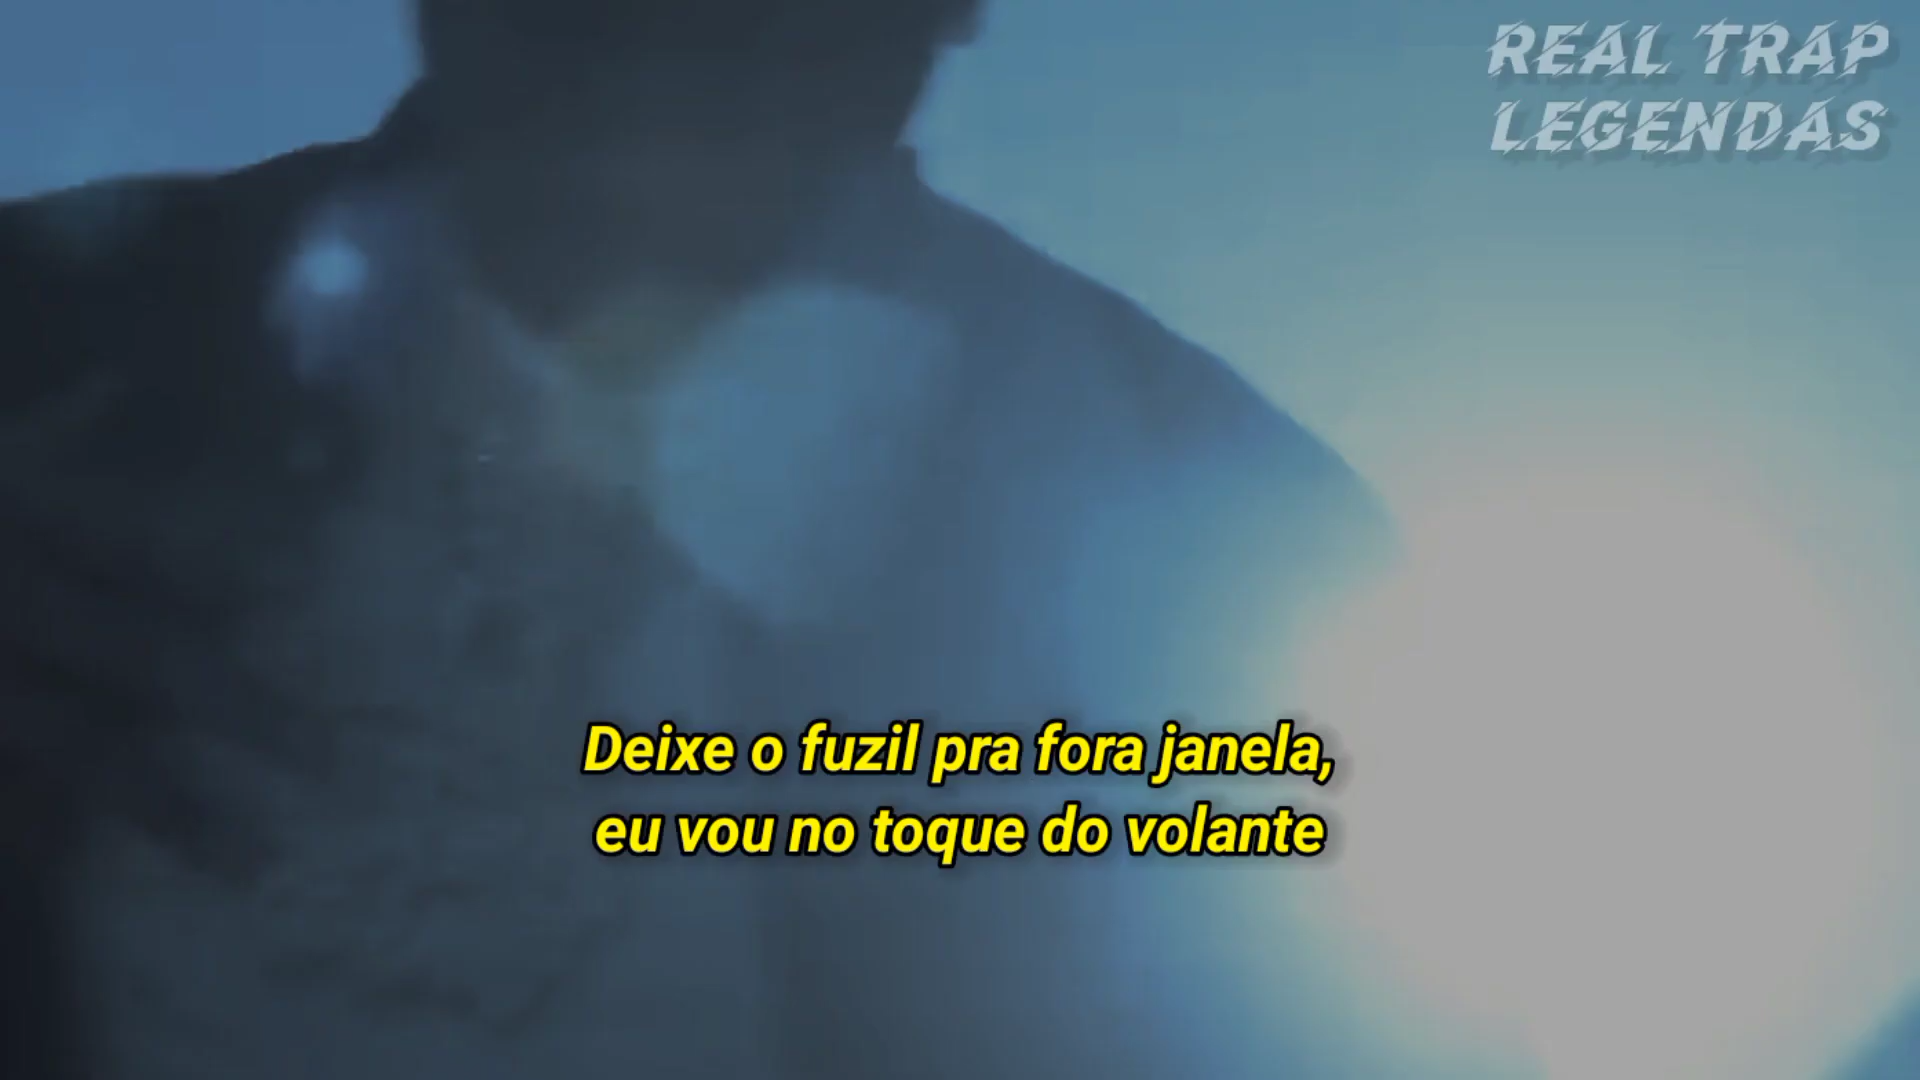 REAL TRAP
LEGENDAS
Deixe o fuzil pra fora janela,
eu vou no toque do volante